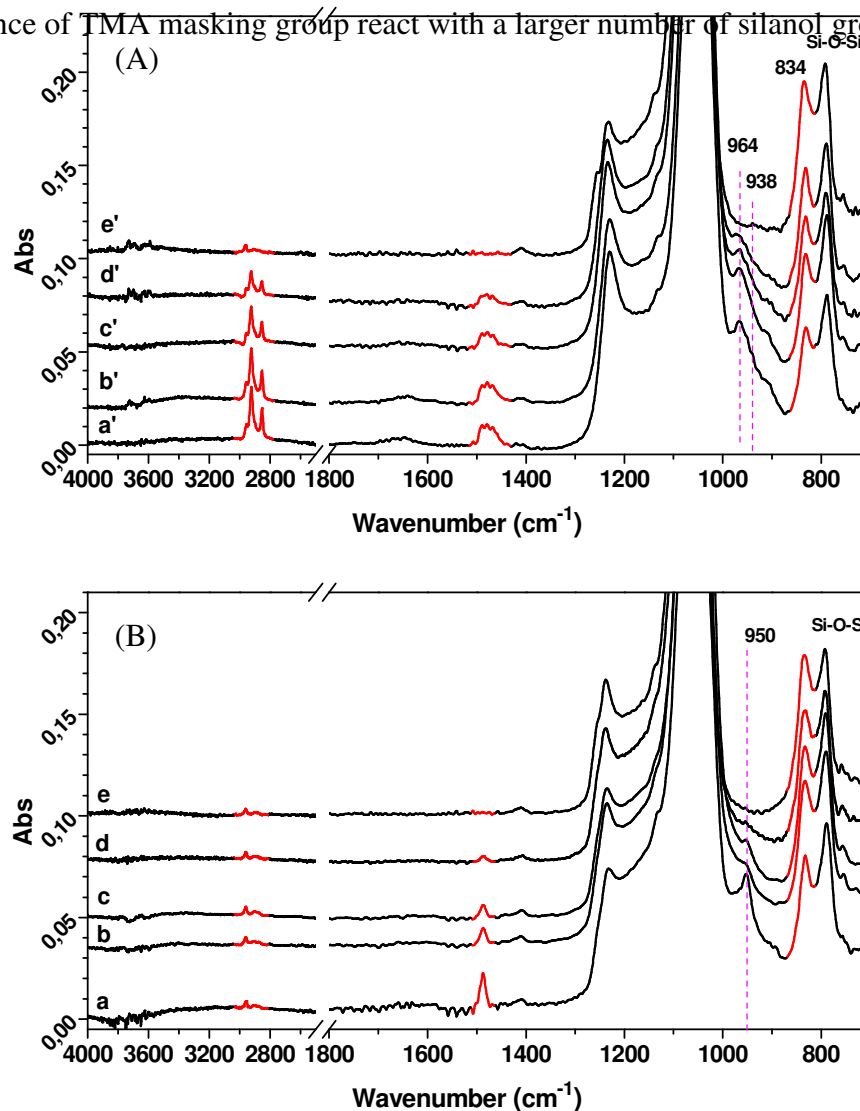 nce of TMA masking group react with a larger number of silanol gro
(A)
Si-O-Si
834
964
938
0,20
0,15
0,10
0,05
0,00
Abs
e'
d'
c'
b'
a'
4000 3600 3200 2800 1800 1600 1400 1200 1000 800
Wavenumber (cm⁻¹)
(B)
Si-O-S
950
0,20
0,15
0,10
0,05
0,00
Abs
e
d
c
b
a
4000 3600 3200 2800 1800 1600 1400 1200 1000 800
Wavenumber (cm⁻¹)